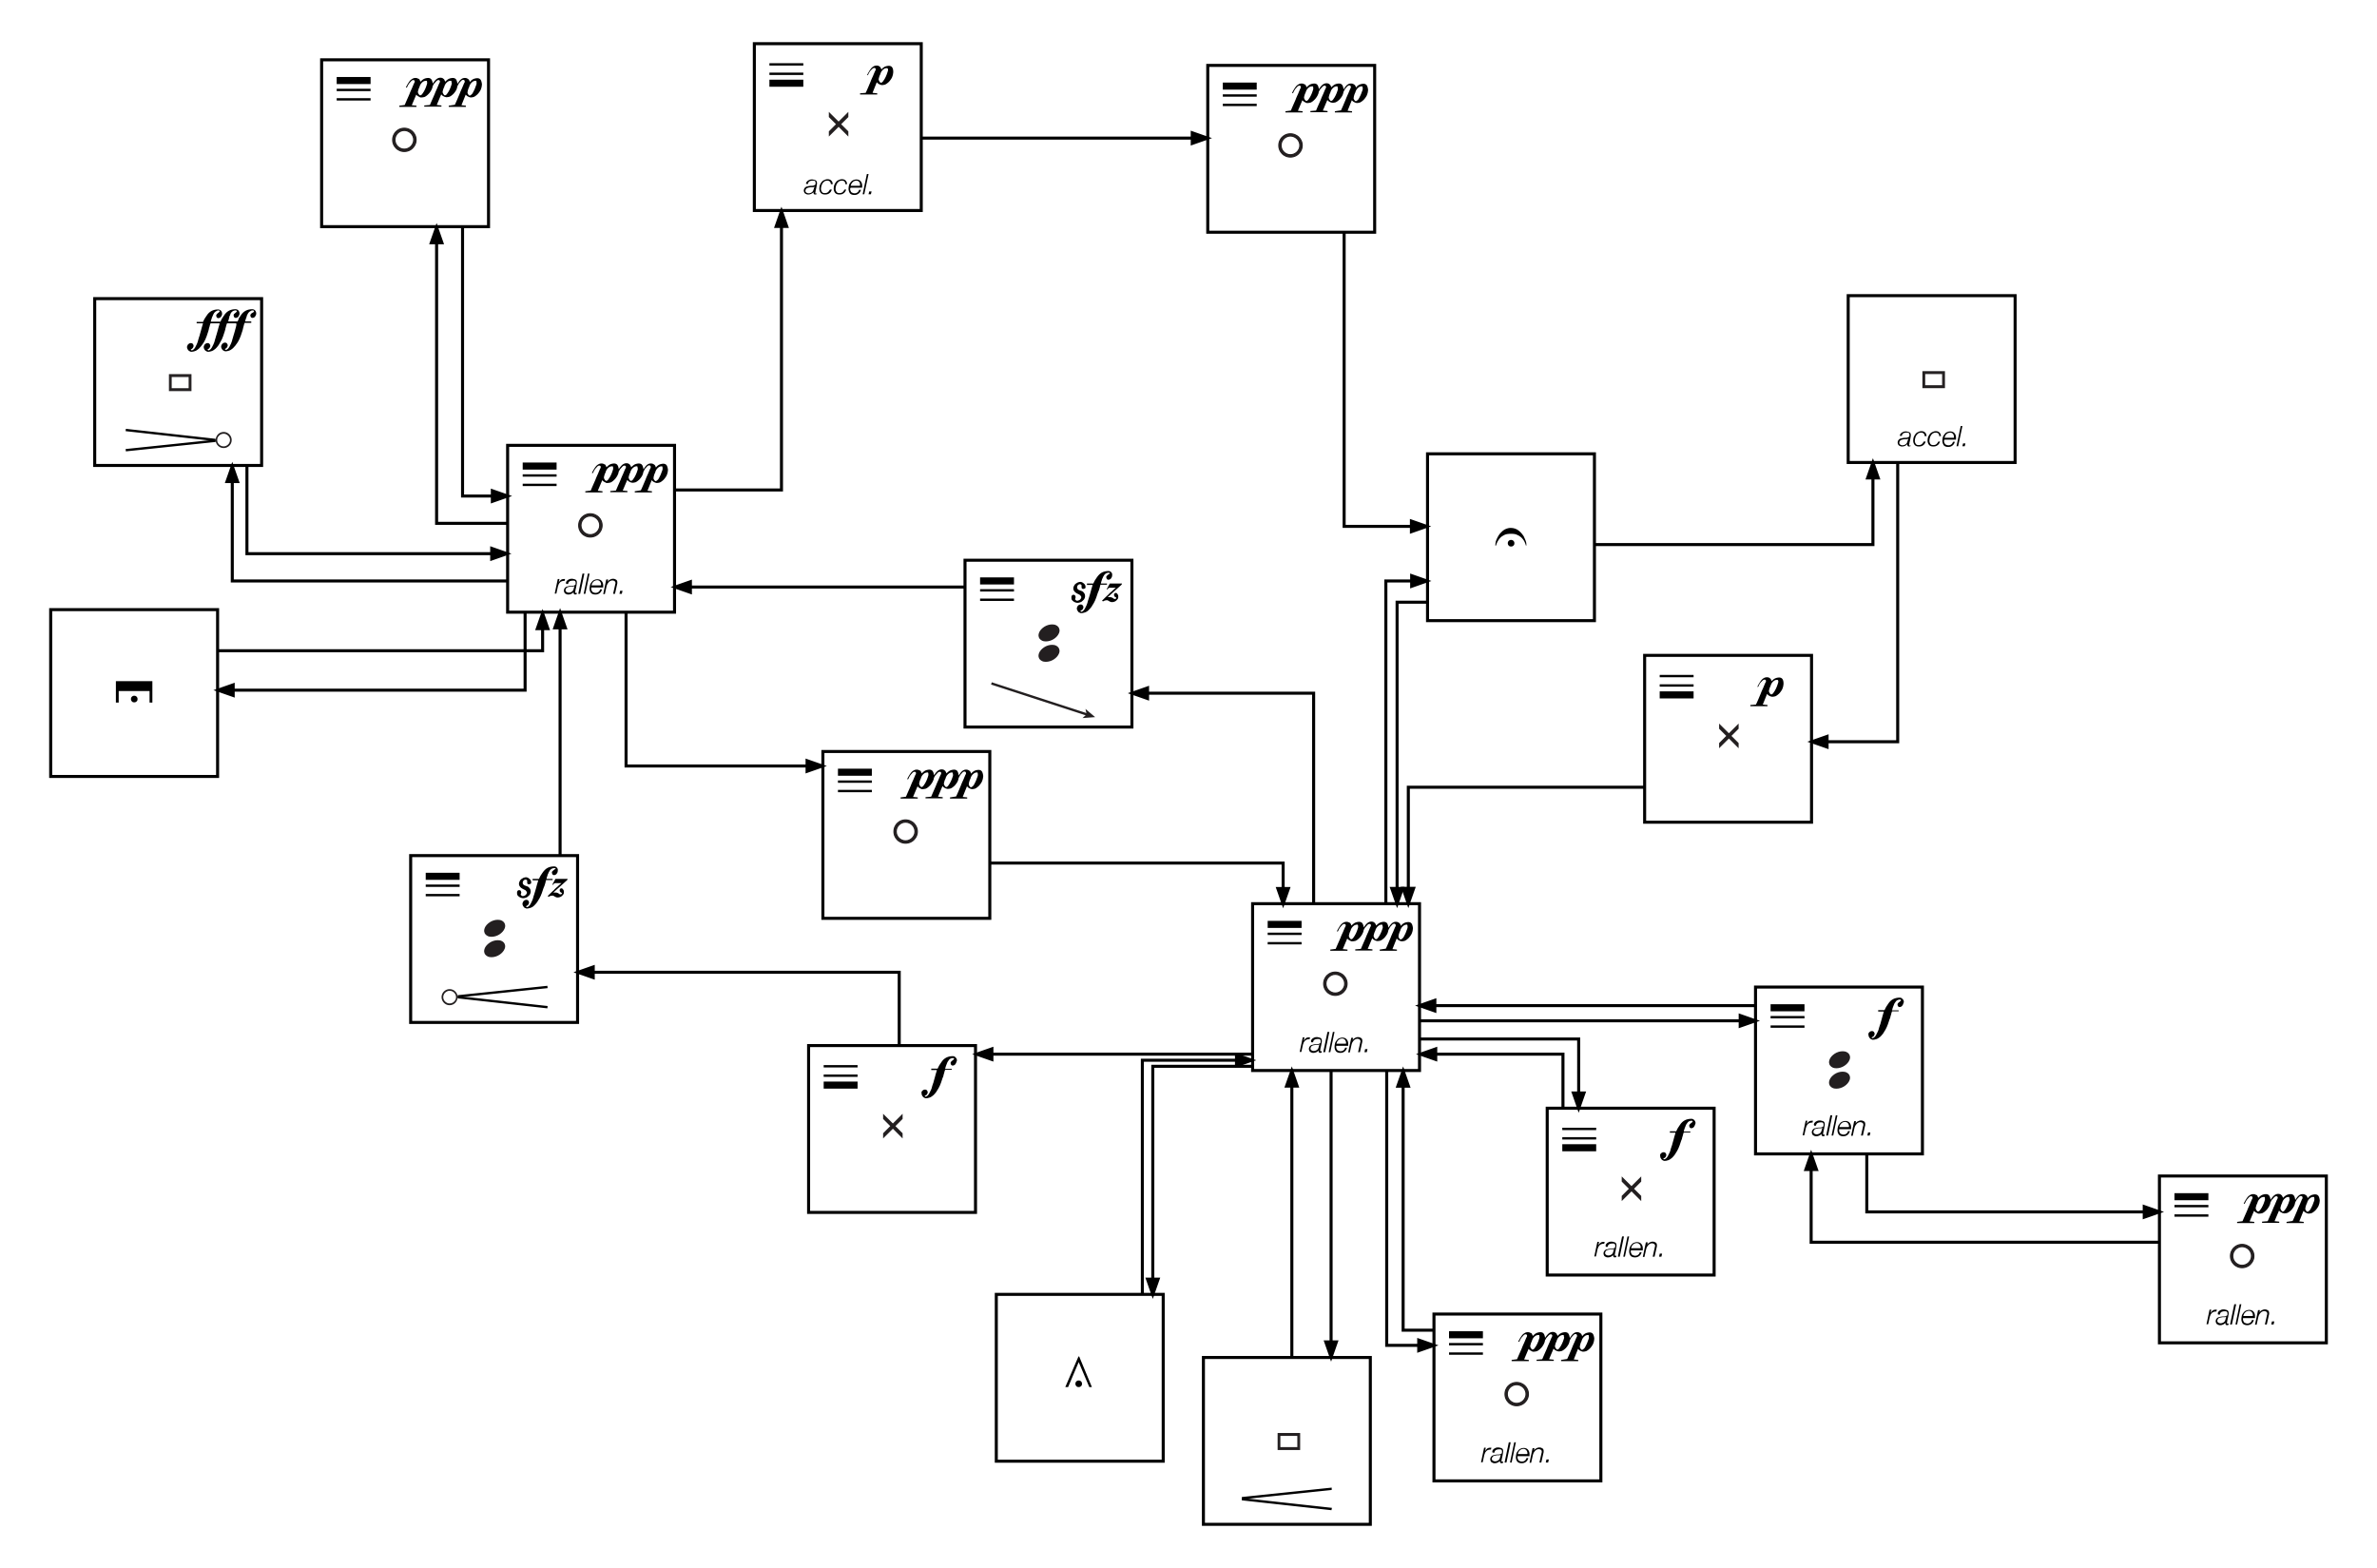 ppp
p
accel.
ppp
fff
accel.
ppp
rallen.
sfz
p
ppp
sfz
ppp
rallen.
f
rallen.
f
f
rallen.
ppp
rallen.
ppp
rallen.